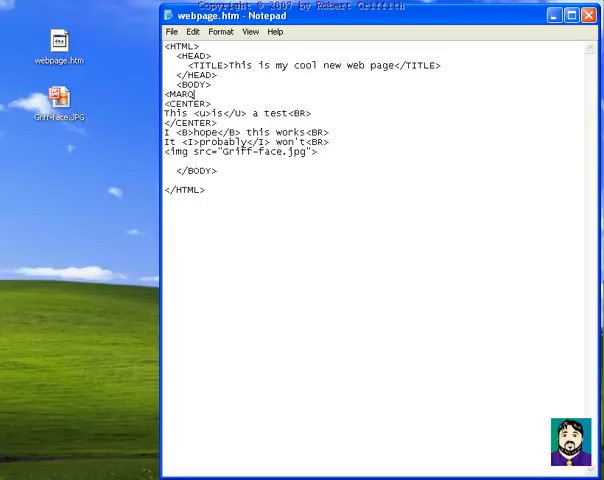 Copyright © 2007 by Robert Griffith
webpage.htm - Notepad
File Edit Format View Help
webpage.htm
Griff-face.JPG
<HTML>
<HEAD>
<TITLE>This is my cool new web page</TITLE>
</HEAD>
<BODY>
<MARQ
<CENTER>
This <u>is</U> a test<BR>
</CENTER>
I <B>hope</B> this works<BR>
It <I>probably</I> won't<BR>
<img src="Griff-face.jpg">
</BODY>
</HTML>